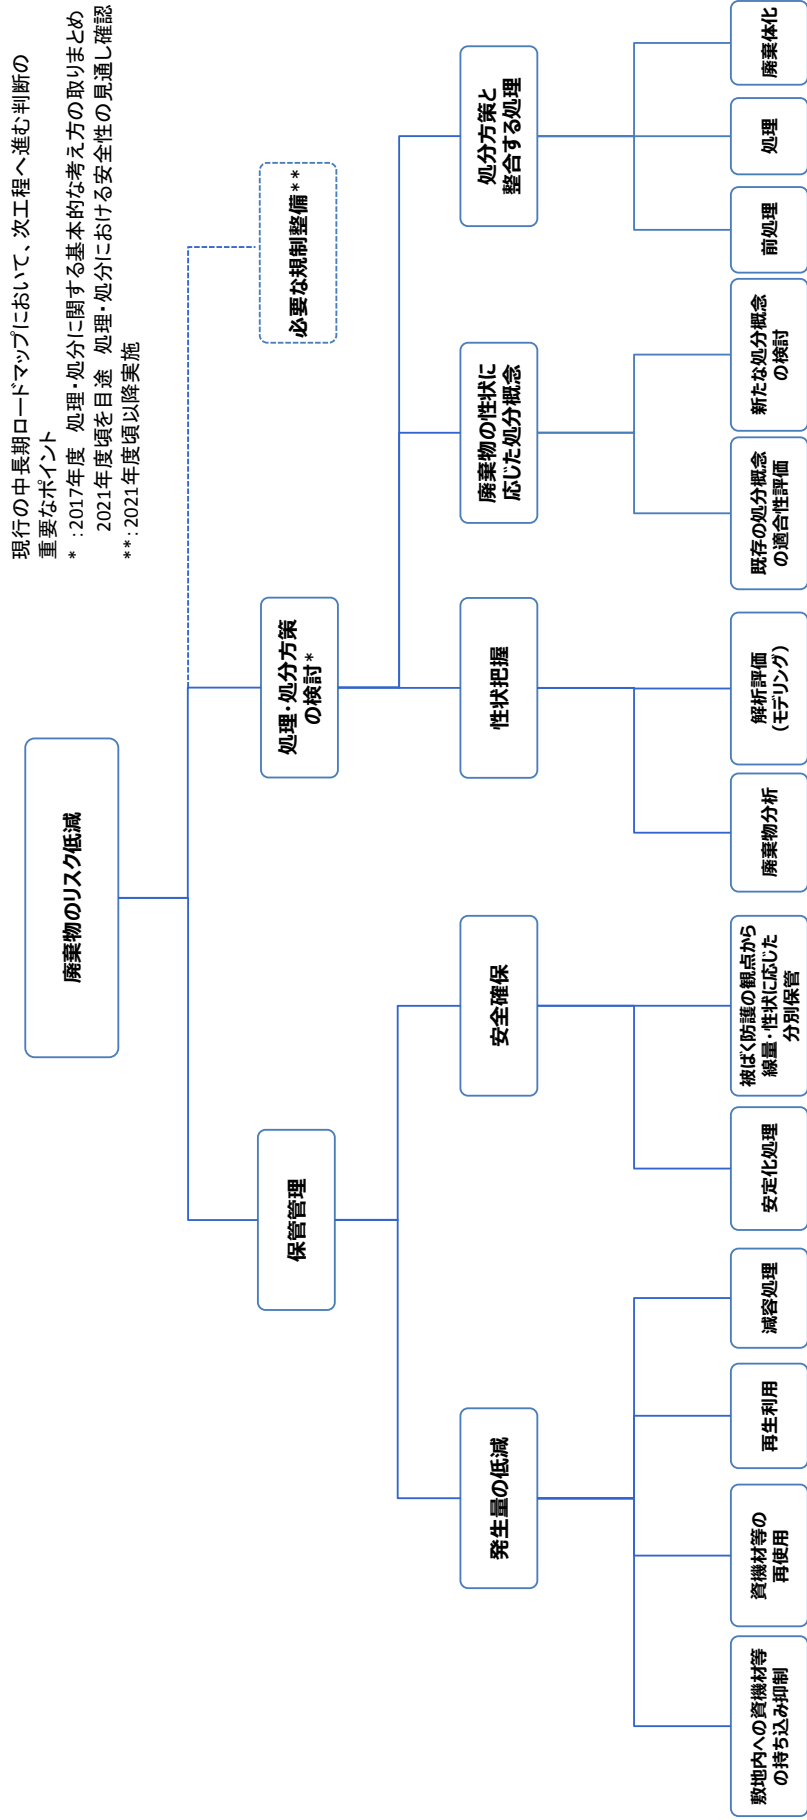 現行の中長期ロードマップにおいて、次工程へ進む判断の
重要なポイント
* :2017年度 処理・処分に関する基本的な考え方の取りまとめ
2021年度頃を目途 処理・処分における安全性の見通し確認
**:2021年度頃以降実施
廃棄物のリスク低減
保管管理
処理・処分方策
の検討*
必要な規制整備**
発生量の低減
安全確保
性状把握
廃棄物の性状に
応じた処分概念
処分方策と
整合する処理
敷地内への資機材等
の持ち込み抑制
資機材等の
再使用
再生利用
減容処理
安定化処理
被ばく防護の観点から
線量・性状に応じた
分別保管
廃棄物分析
解析評価
(モデリング)
既存の処分概念
の適合性評価
新たな処分概念
の検討
前処理
処理
廃棄体化